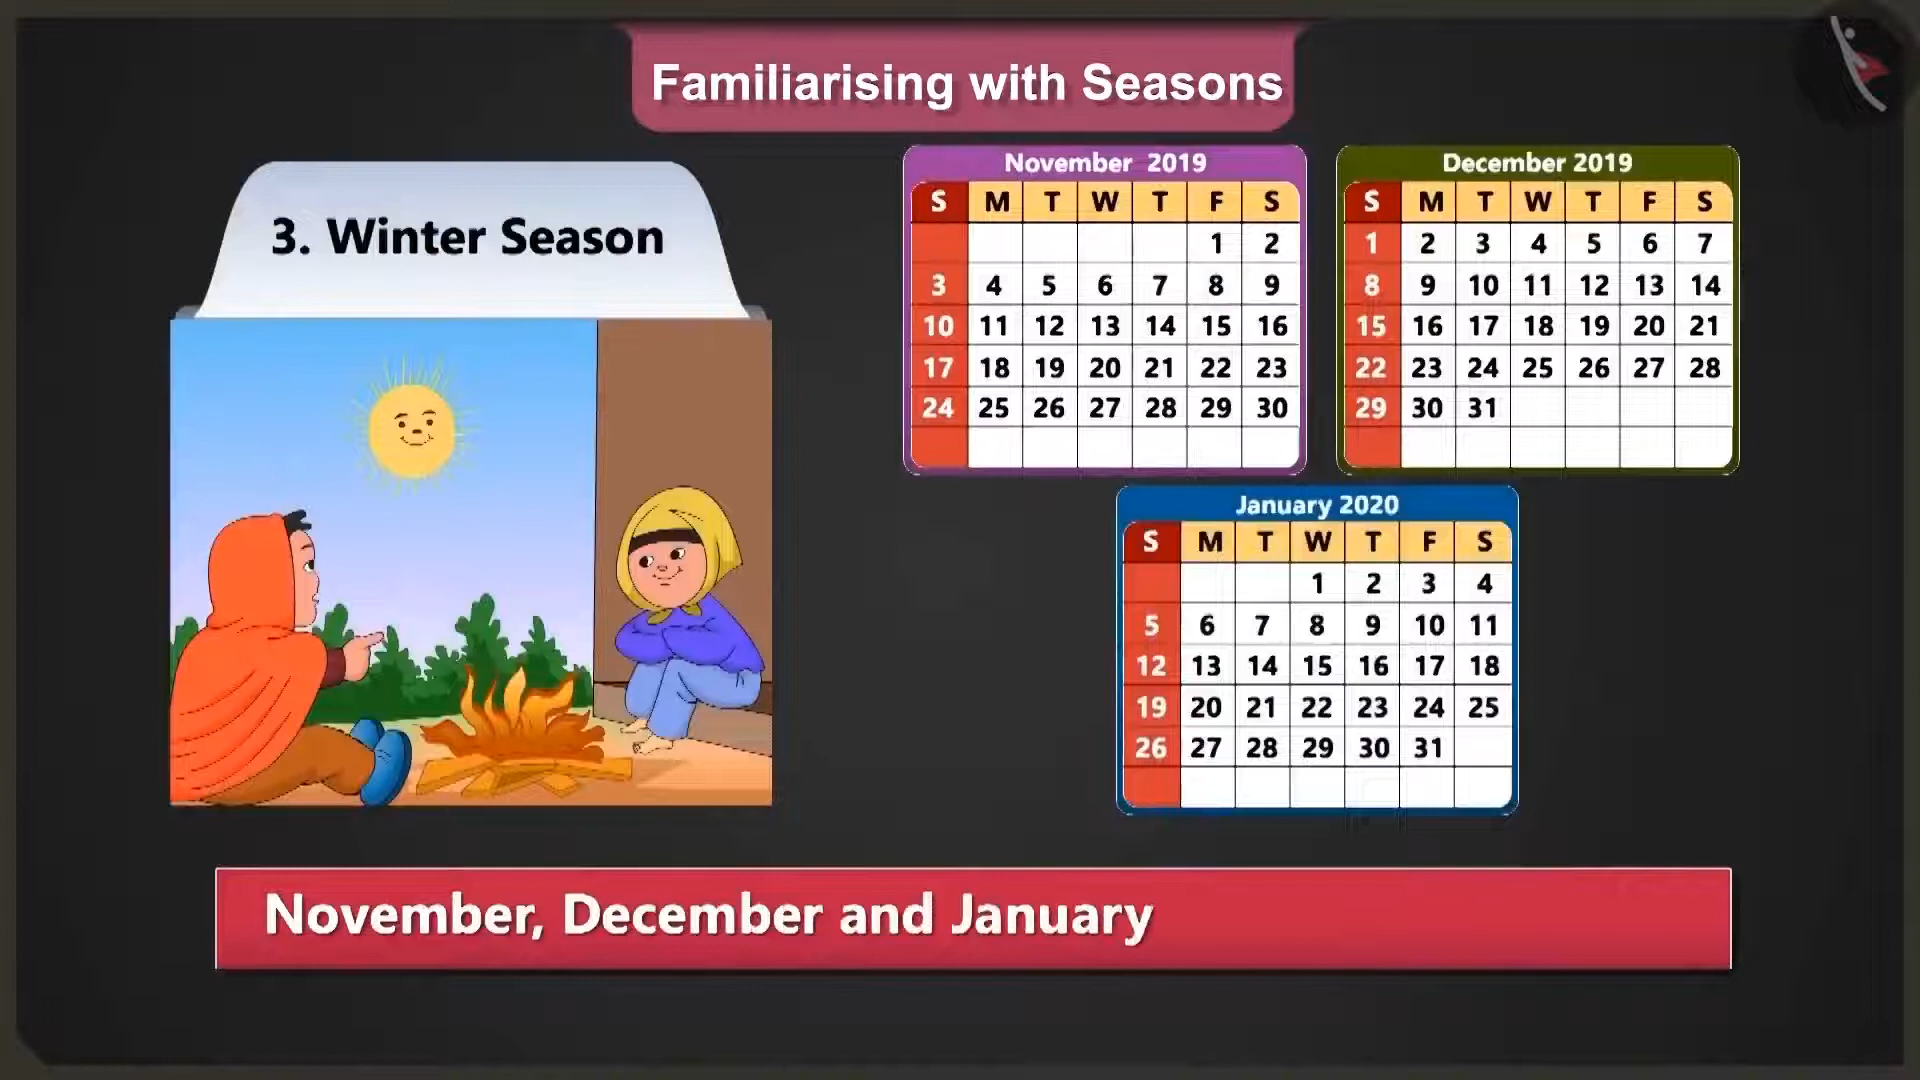 Familiarising with Seasons
3. Winter Season
November 2019
S M T W T F S
1 2
3 4 5 6 7 8 9
10 11 12 13 14 15 16
17 18 19 20 21 22 23
24 25 26 27 28 29 30
December 2019
S M T W T F S
1 2 3 4 5 6 7
8 9 10 11 12 13 14
15 16 17 18 19 20 21
22 23 24 25 26 27 28
29 30 31
January 2020
S M T W T F S
1 2 3 4
5 6 7 8 9 10 11
12 13 14 15 16 17 18
19 20 21 22 23 24 25
26 27 28 29 30 31
November, December and January